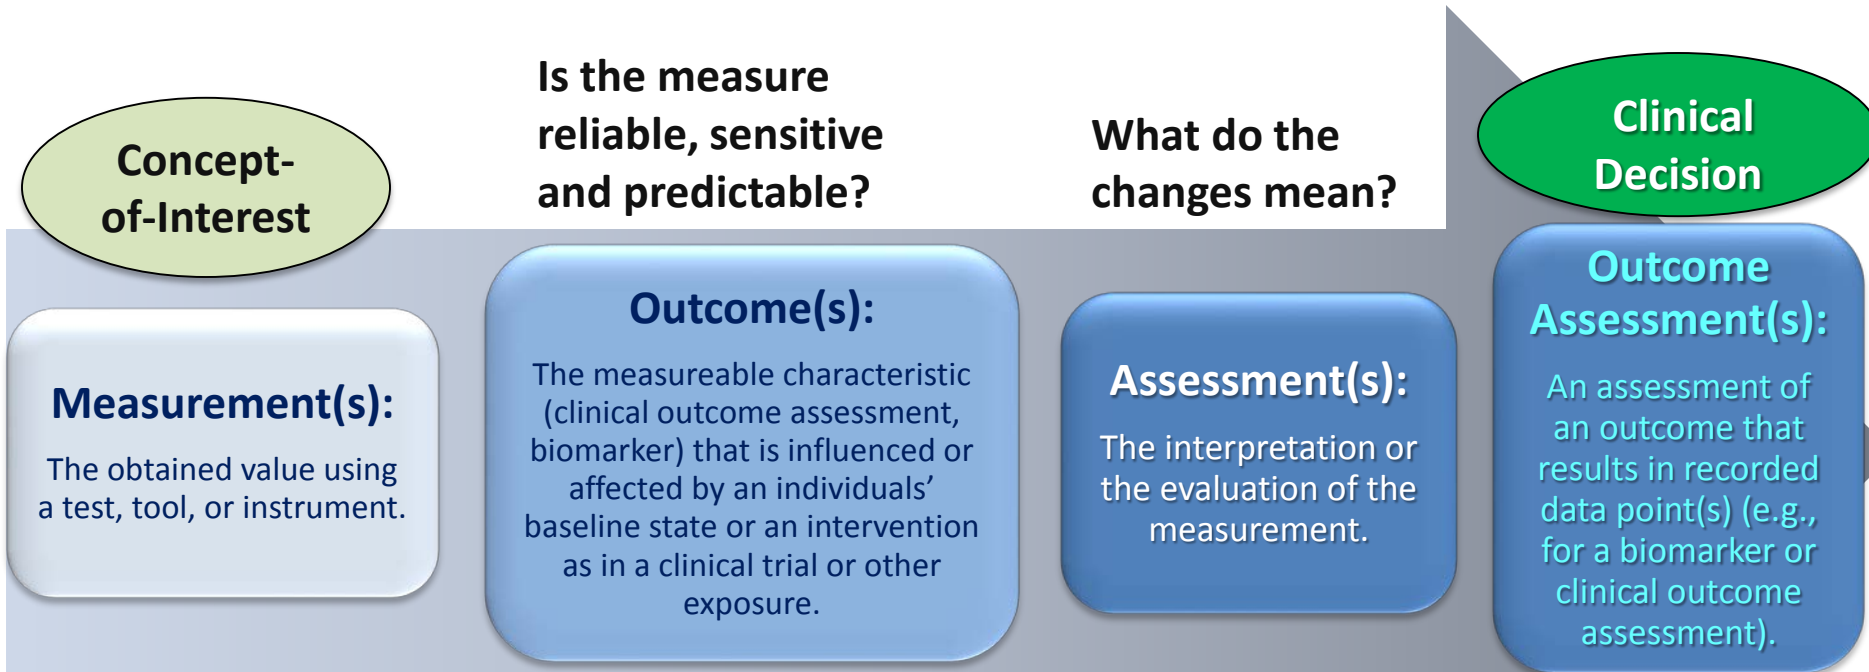 Concept-
of-Interest
Is the measure
reliable, sensitive
and predictable?
What do the
changes mean?
Clinical
Decision
Measurement(s):
The obtained value using
a test, tool, or instrument.
Outcome(s):
The measureable characteristic
(clinical outcome assessment,
biomarker) that is influenced or
affected by an individuals’
baseline state or an intervention
as in a clinical trial or other
exposure.
Assessment(s):
The interpretation or
the evaluation of the
measurement.
Outcome
Assessment(s):
An assessment of
an outcome that
results in recorded
data point(s) (e.g.,
for a biomarker or
clinical outcome
assessment).